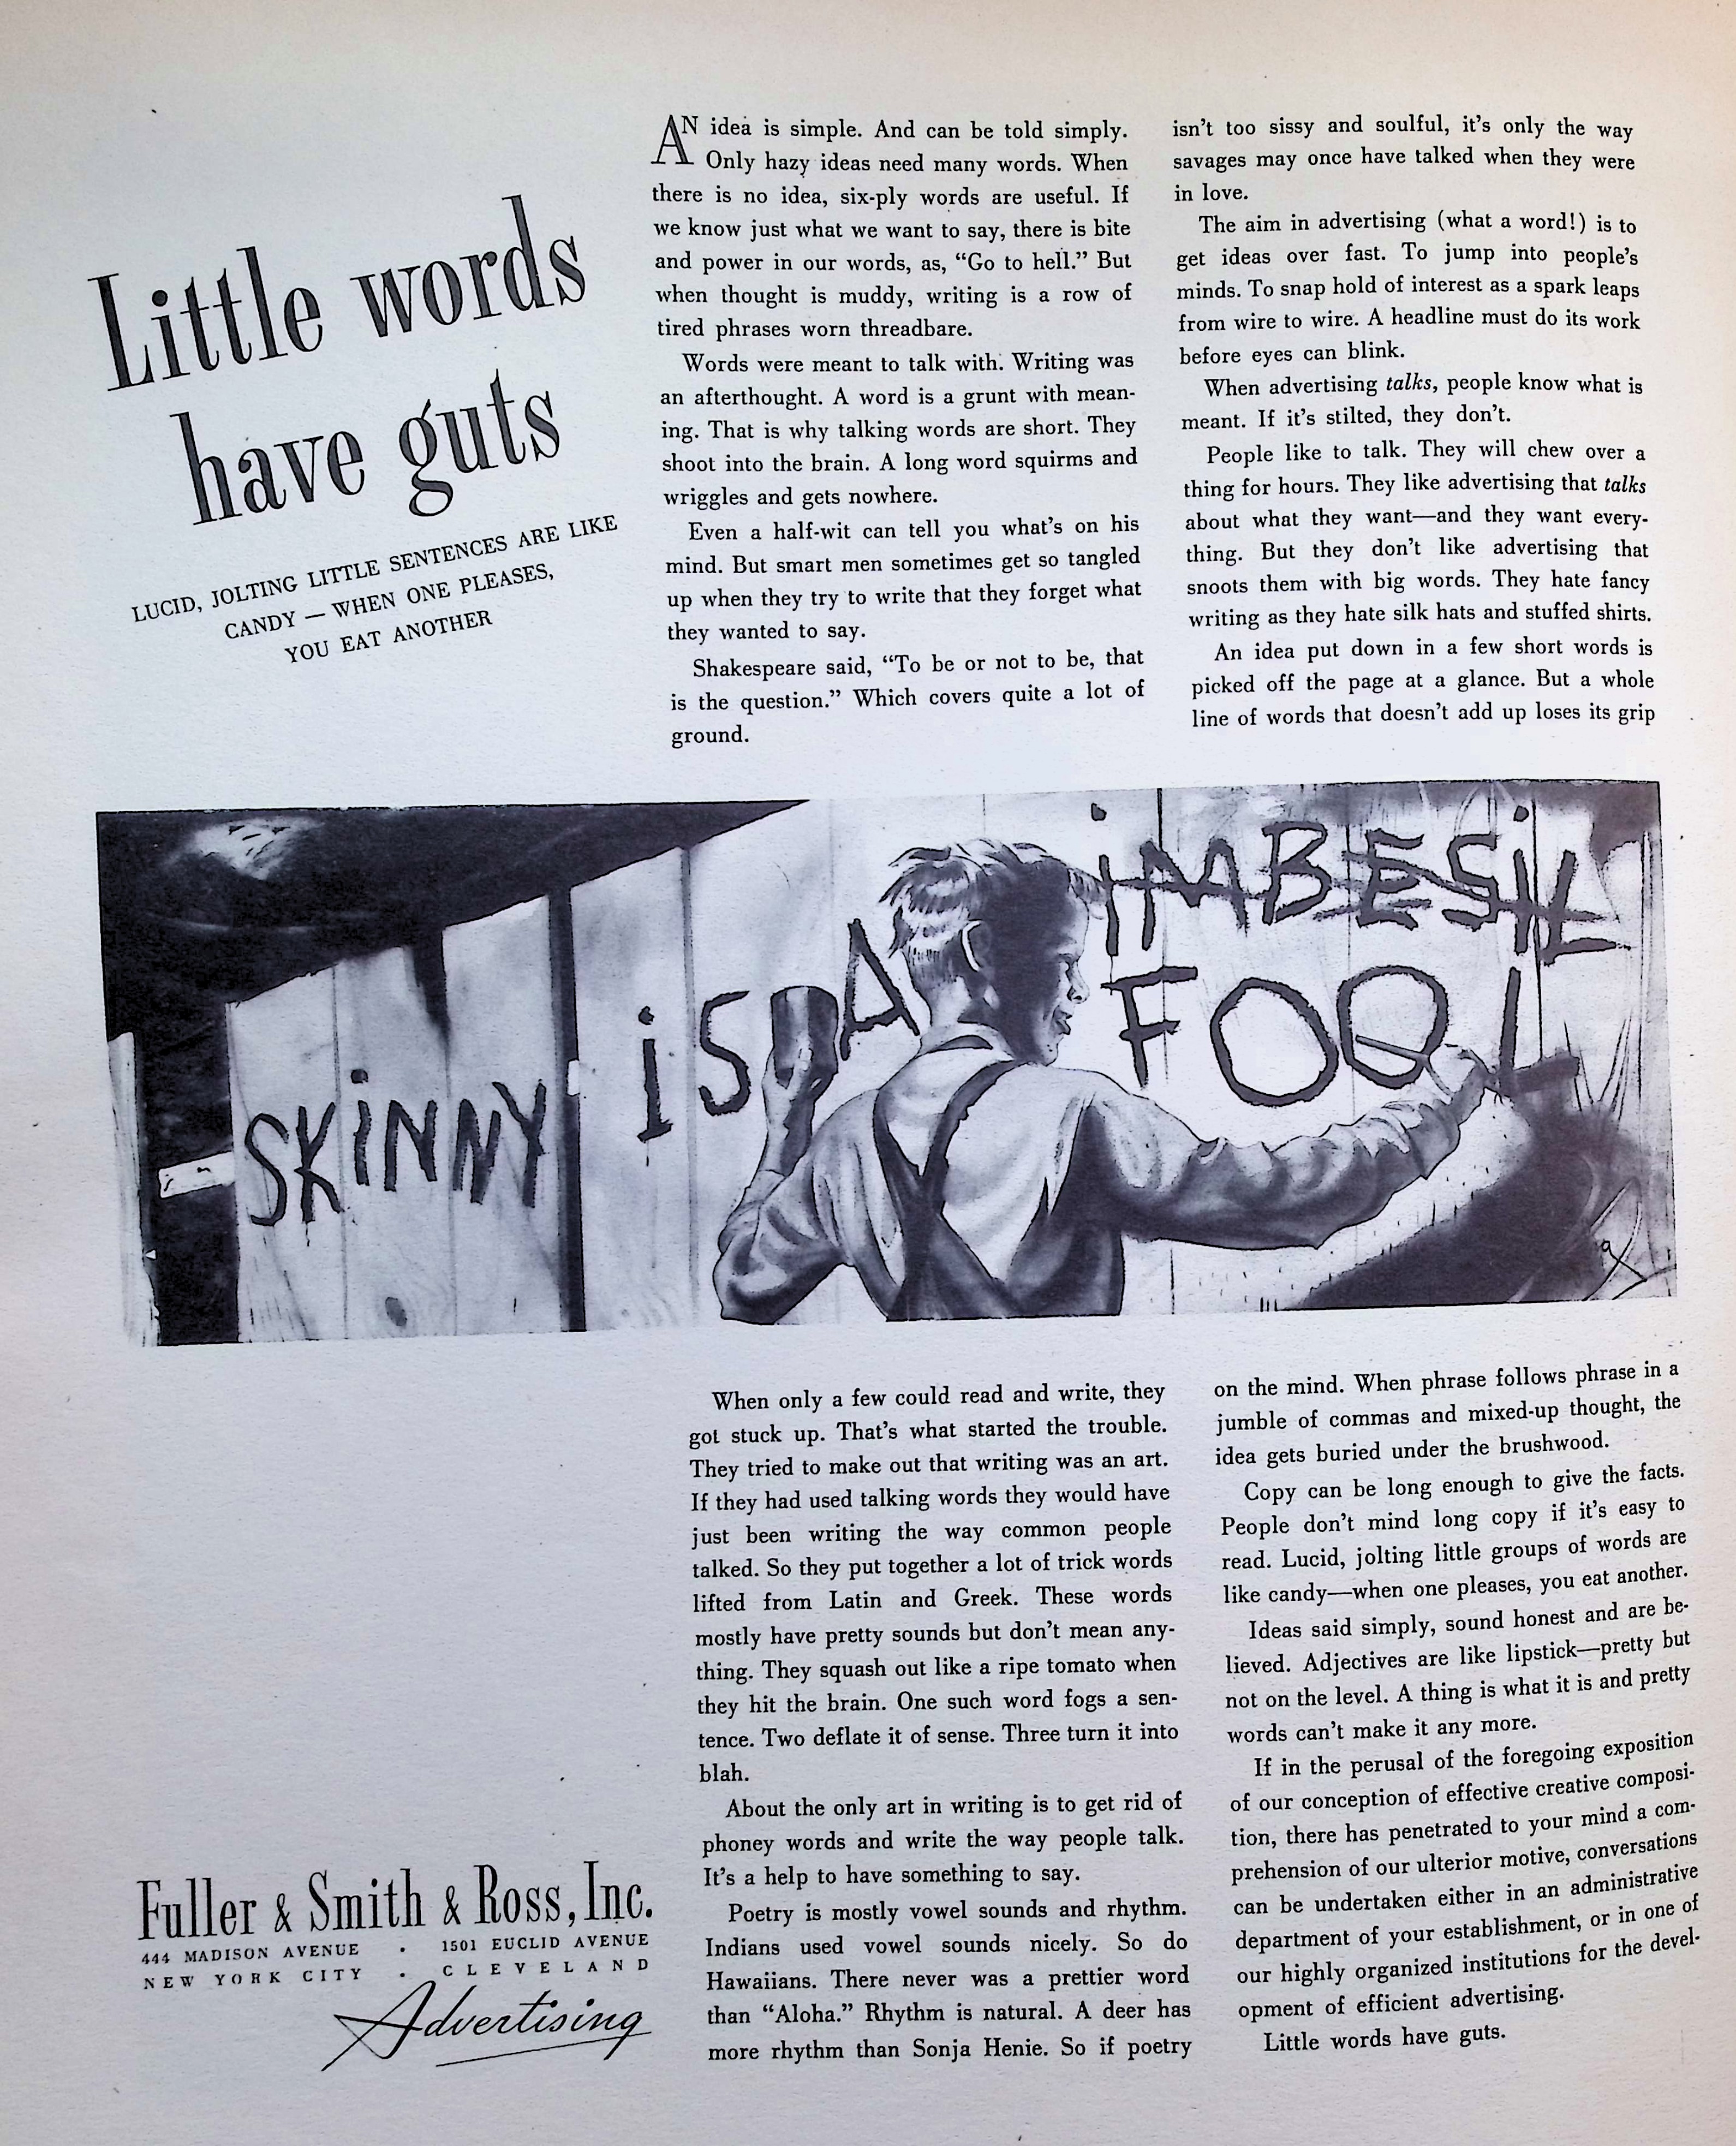 Little words
have guts
LUCID, JOLTING LITTLE SENTENCES ARE LIKE
CANDY — WHEN ONE PLEASES,
YOU EAT ANOTHER
AN idea is simple. And can be told simply.
Only hazy ideas need many words. When
there is no idea, six-ply words are useful. If
we know just what we want to say, there is bite
and power in our words, as, “Go to hell.” But
when thought is muddy, writing is a row of
tired phrases worn threadbare.
Words were meant to talk with. Writing was
an afterthought. A word is a grunt with mean-
ing. That is why talking words are short. They
shoot into the brain. A long word squirms and
wriggles and gets nowhere.
Even a half-wit can tell you what’s on his
mind. But smart men sometimes get so tangled
up when they try to write that they forget what
they wanted to say.
Shakespeare said, “To be or not to be, that
is the question.” Which covers quite a lot of
ground.
SKiNNY iS A iMBESiL
FOOL
When only a few could read and write, they
got stuck up. That’s what started the trouble.
They tried to make out that writing was an art.
If they had used talking words they would have
just been writing the way common people
talked. So they put together a lot of trick words
lifted from Latin and Greek. These words
mostly have pretty sounds but don’t mean any-
thing. They squash out like a ripe tomato when
they hit the brain. One such word fogs a sen-
tence. Two deflate it of sense. Three turn it into
blah.
About the only art in writing is to get rid of
phoney words and write the way people talk.
It’s a help to have something to say.
Poetry is mostly vowel sounds and rhythm.
Indians used vowel sounds nicely. So do
Hawaiians. There never was a prettier word
than “Aloha.” Rhythm is natural. A deer has
more rhythm than Sonja Henie. So if poetry
isn’t too sissy and soulful, it’s only the way
savages may once have talked when they were
in love.
The aim in advertising (what a word!) is to
get ideas over fast. To jump into people’s
minds. To snap hold of interest as a spark leaps
from wire to wire. A headline must do its work
before eyes can blink.
When advertising talks, people know what is
meant. If it’s stilted, they don’t.
People like to talk. They will chew over a
thing for hours. They like advertising that talks
about what they want—and they want every-
thing. But they don’t like advertising that
snoots them with big words. They hate fancy
writing as they hate silk hats and stuffed shirts.
An idea put down in a few short words is
picked off the page at a glance. But a whole
line of words that doesn’t add up loses its grip
on the mind. When phrase follows phrase in a
jumble of commas and mixed-up thought, the
idea gets buried under the brushwood.
Copy can be long enough to give the facts.
People don’t mind long copy if it’s easy to
read. Lucid, jolting little groups of words are
like candy—when one pleases, you eat another.
Ideas said simply, sound honest and are be-
lieved. Adjectives are like lipstick—pretty but
not on the level. A thing is what it is and pretty
words can’t make it any more.
If in the perusal of the foregoing exposition
of our conception of effective creative composi-
tion, there has penetrated to your mind a com-
prehension of our ulterior motive, conversations
can be undertaken either in an administrative
department of your establishment, or in one of
our highly organized institutions for the devel-
opment of efficient advertising.
Little words have guts.
Fuller & Smith & Ross, Inc.
444 MADISON AVENUE • 1501 EUCLID AVENUE
NEW YORK CITY • CLEVELAND
Advertising